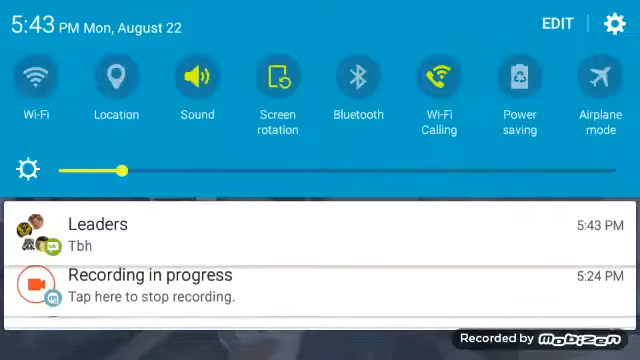 5:43 PM Mon, August 22
EDIT
Wi-Fi
Location
Sound
Screen
rotation
Bluetooth
Wi-Fi
Calling
Power
saving
Airplane
mode
Leaders
5:43 PM
Tbh
Recording in progress
5:24 PM
Tap here to stop recording.
Recorded by Mobizen